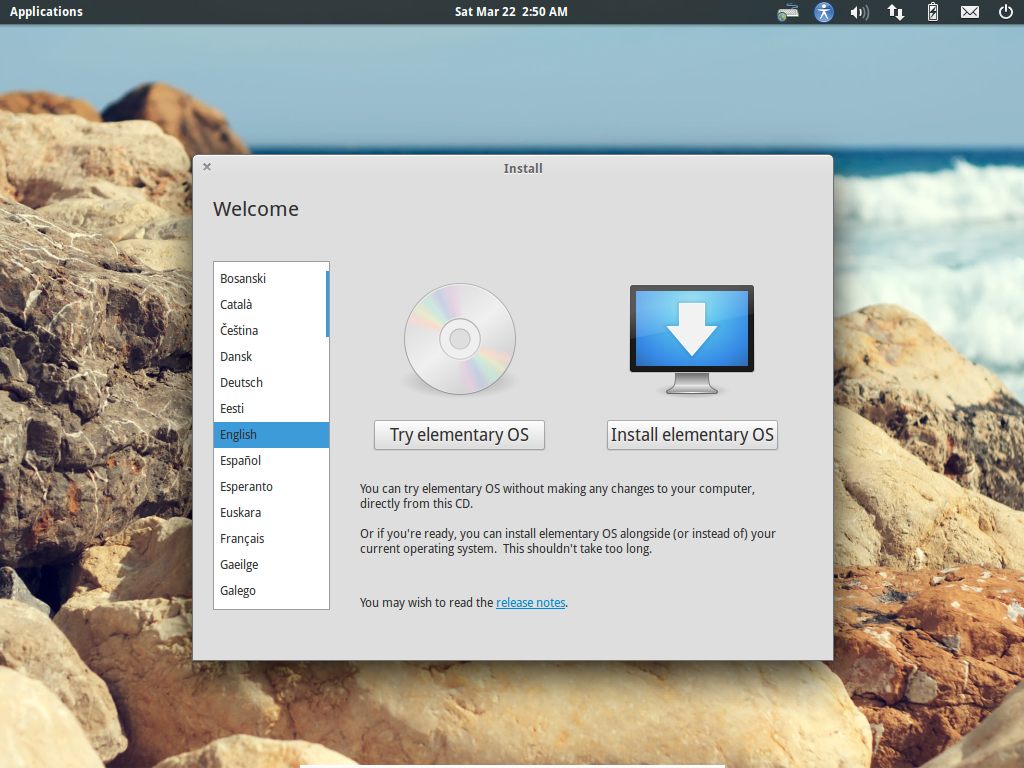 Applications
Sat Mar 22 2:50 AM
Install
Welcome
Bosanski
Català
Čeština
Dansk
Deutsch
Eesti
English
Español
Esperanto
Euskara
Français
Gaeilge
Galego
Try elementary OS
Install elementary OS
You can try elementary OS without making any changes to your computer,
directly from this CD.
Or if you're ready, you can install elementary OS alongside (or instead of) your
current operating system.  This shouldn't take too long.
You may wish to read the release notes.